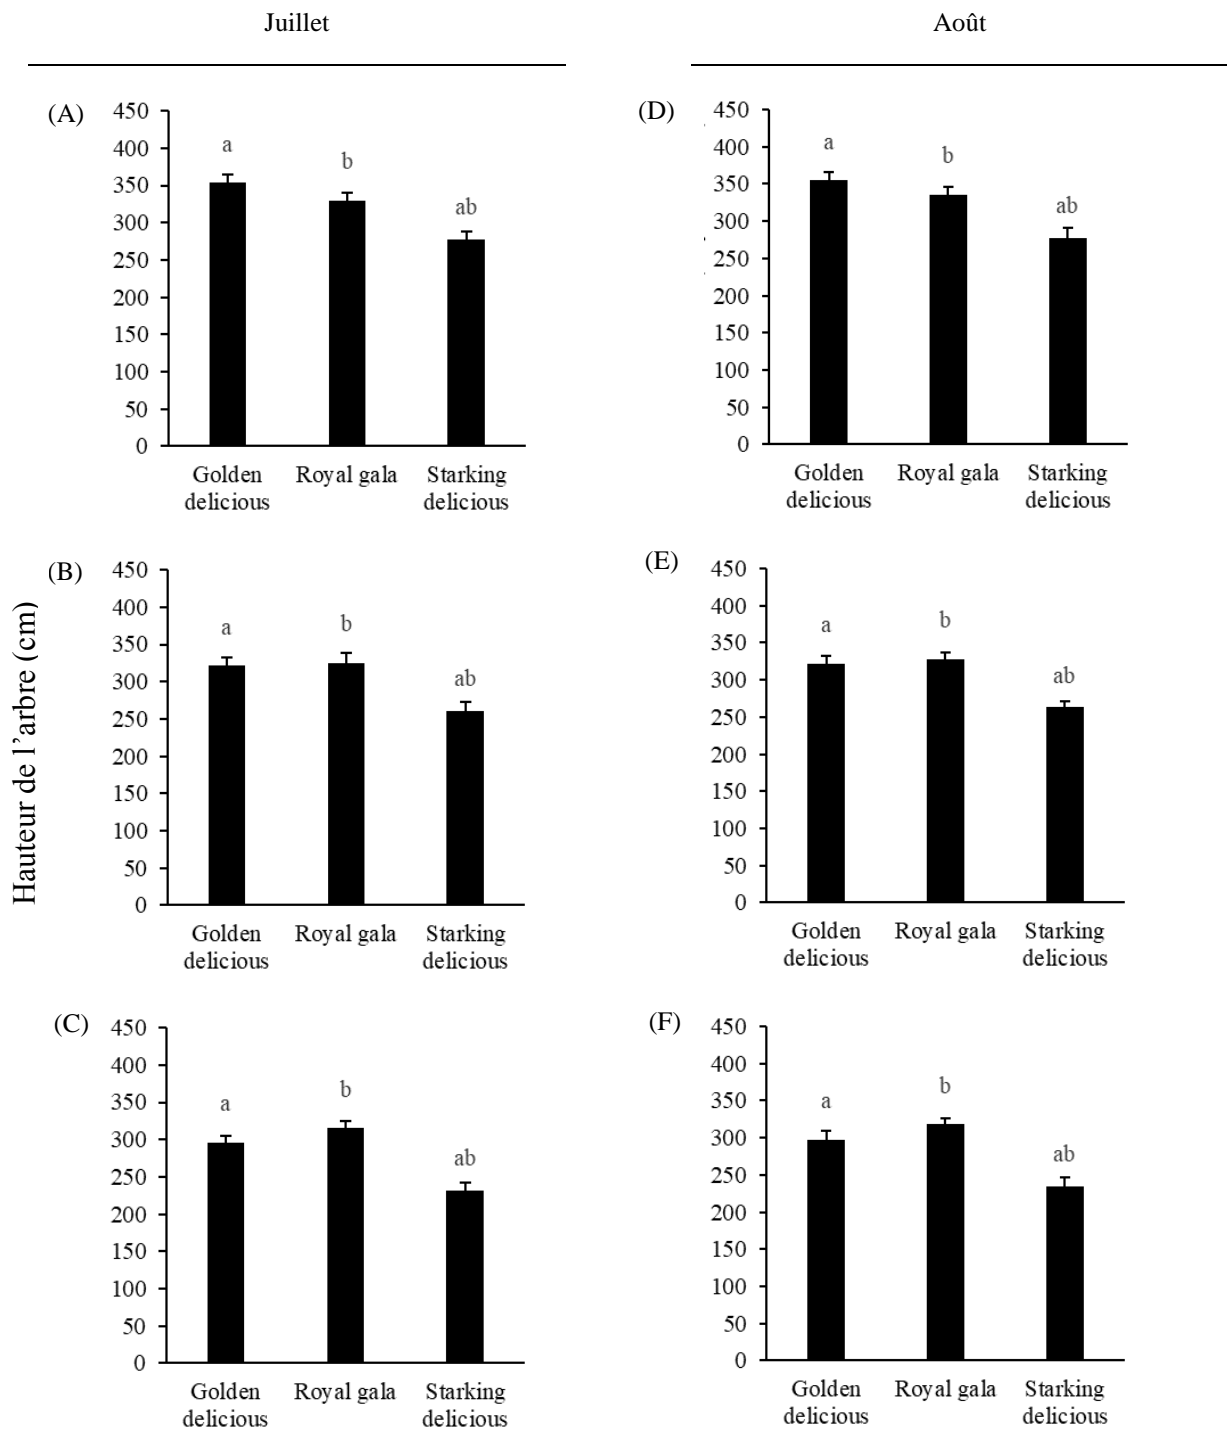 Juillet
Août
(A)
450
400
350
300
250
200
150
100
50
0
a
b
ab
Golden
delicious
Royal gala
Starking
delicious
(D)
450
400
350
300
250
200
150
100
50
0
a
b
ab
Golden
delicious
Royal gala
Starking
delicious
Hauteur de l’arbre (cm)
(B)
450
400
350
300
250
200
150
100
50
0
a
b
ab
Golden
delicious
Royal gala
Starking
delicious
(E)
450
400
350
300
250
200
150
100
50
0
a
b
ab
Golden
delicious
Royal gala
Starking
delicious
(C)
450
400
350
300
250
200
150
100
50
0
a
b
ab
Golden
delicious
Royal gala
Starking
delicious
(F)
450
400
350
300
250
200
150
100
50
0
a
b
ab
Golden
delicious
Royal gala
Starking
delicious